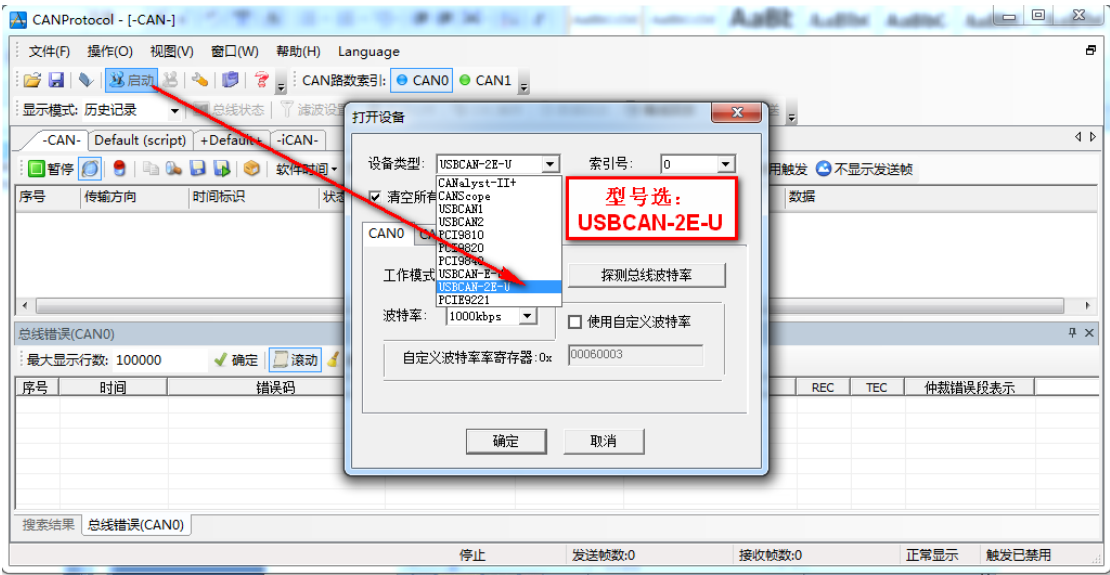 CANProtocol - [-CAN-]
文件(F) 操作(O) 视图(V) 窗口(W) 帮助(H) Language
启动 CAN路数索引: CAN0 CAN1
显示模式: 历史记录 总线状态 滤波设
-CAN- Default (script) +Default+ -iCAN-
暂停 软件时间 用触发 不显示发送帧
序号 传输方向 时间标识 状态 数据
打开设备
设备类型: USBCAN-2E-U 索引号: 0
清空所有
CANalyst-II+
CANScope
USBCAN1
USBCAN2
PCI9810
PCI9820
PCI9840
USBCAN-E-U
USBCAN-2E-U
PCIE9221
型号选:
USBCAN-2E-U
CAN0
工作模式 探测总线波特率
波特率: 1000kbps 使用自定义波特率
自定义波特率寄存器:0x 00060003
确定 取消
总线错误(CAN0)
最大显示行数: 100000 确定 滚动
序号 时间 错误码 REC TEC 仲裁错误段表示
搜索结果 总线错误(CAN0)
停止 发送帧数:0 接收帧数:0 正常显示 触发已禁用